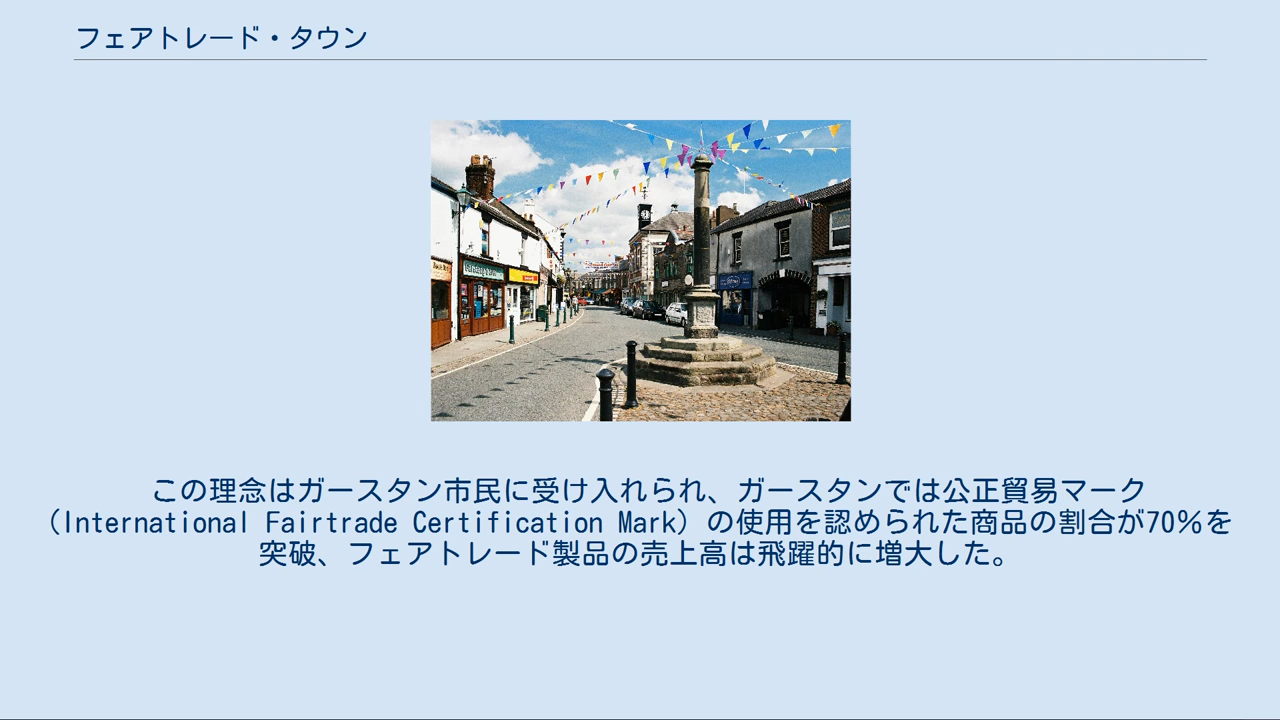 フェアトレード・タウン
この理念はガースタン市民に受け入れられ、ガースタンでは公正貿易マーク
（International Fairtrade Certification Mark）の使用を認められた商品の割合が70％を
突破、フェアトレード製品の売上高は飛躍的に増大した。